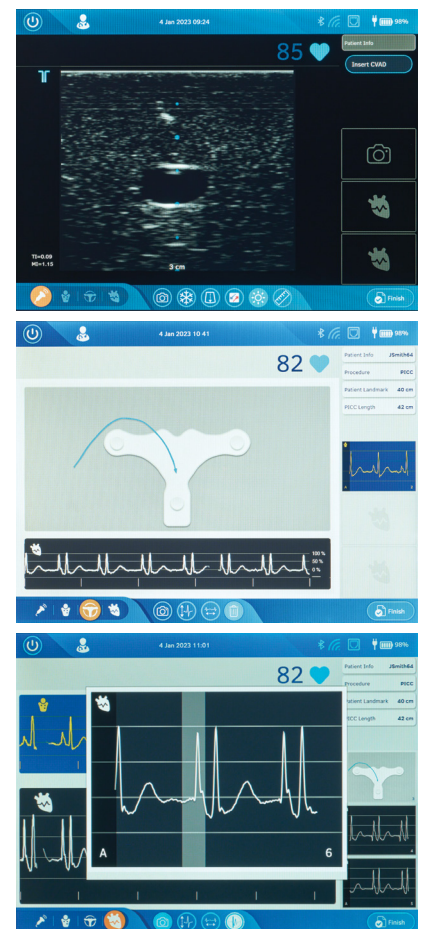 4 Jan 2023 09:24
98%
85
Patient Info
Insert CVAD
TI=0.09
MI=1.15
3 cm
Finish
4 Jan 2023 10:41
98%
82
Patient Info JSmith64
Procedure PICC
Patient Landmark 40 cm
PICC Length 42 cm
100 %
50 %
0 %
Finish
4 Jan 2023 11:01
98%
82
Patient Info JSmith64
Procedure PICC
Patient Landmark 40 cm
PICC Length 42 cm
A 6
Finish